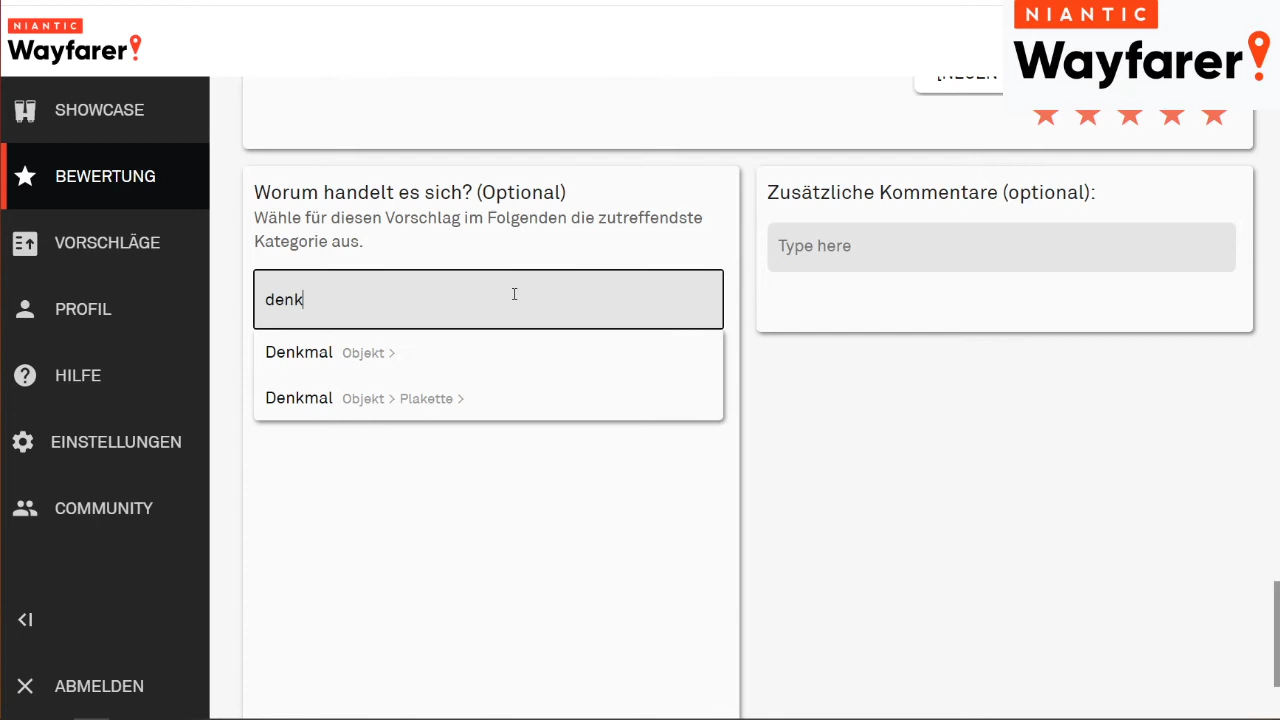 NIANTIC
Wayfarer
NIANTIC
Wayfarer
SHOWCASE
BEWERTUNG
VORSCHLÄGE
PROFIL
HILFE
EINSTELLUNGEN
COMMUNITY
ABMELDEN
Worum handelt es sich? (Optional)
Wähle für diesen Vorschlag im Folgenden die zutreffendste
Kategorie aus.
denk
Denkmal Objekt >
Denkmal Objekt > Plakette >
Zusätzliche Kommentare (optional):
Type here